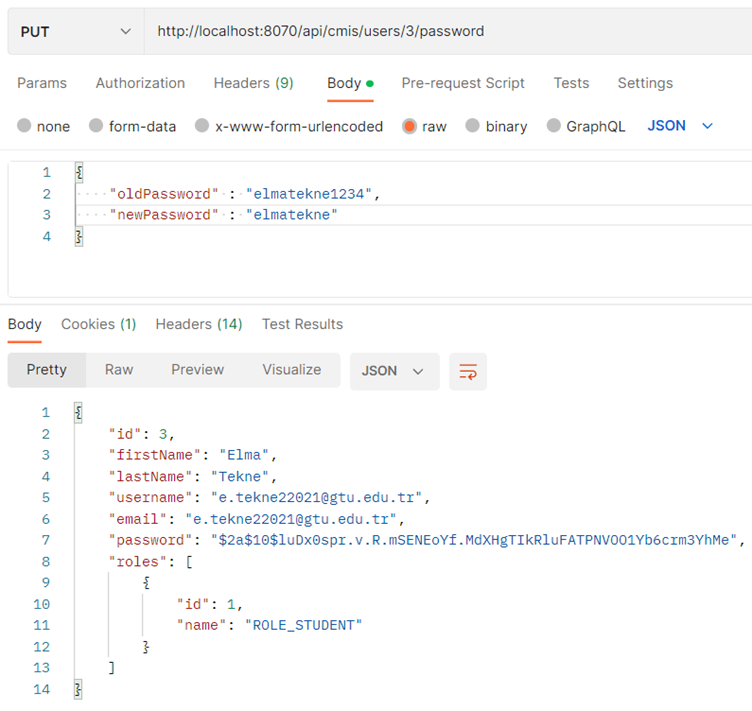 PUT http://localhost:8070/api/cmis/users/3/password
Params Authorization Headers (9) Body Pre-request Script Tests Settings
none form-data x-www-form-urlencoded raw binary GraphQL JSON
1 {
2 "oldPassword" : "elmatekne1234",
3 "newPassword" : "elmatekne"
4 }
Body Cookies (1) Headers (14) Test Results
Pretty Raw Preview Visualize JSON
1 {
2 "id": 3,
3 "firstName": "Elma",
4 "lastName": "Tekne",
5 "username": "e.tekne22021@gtu.edu.tr",
6 "email": "e.tekne22021@gtu.edu.tr",
7 "password": "$2a$10$luDx0spr.v.R.mSENEoYf.MdXHgTIkRluFATPNVOO1Yb6crm3YhMe",
8 "roles": [
9 {
10 "id": 1,
11 "name": "ROLE_STUDENT"
12 }
13 ]
14 }